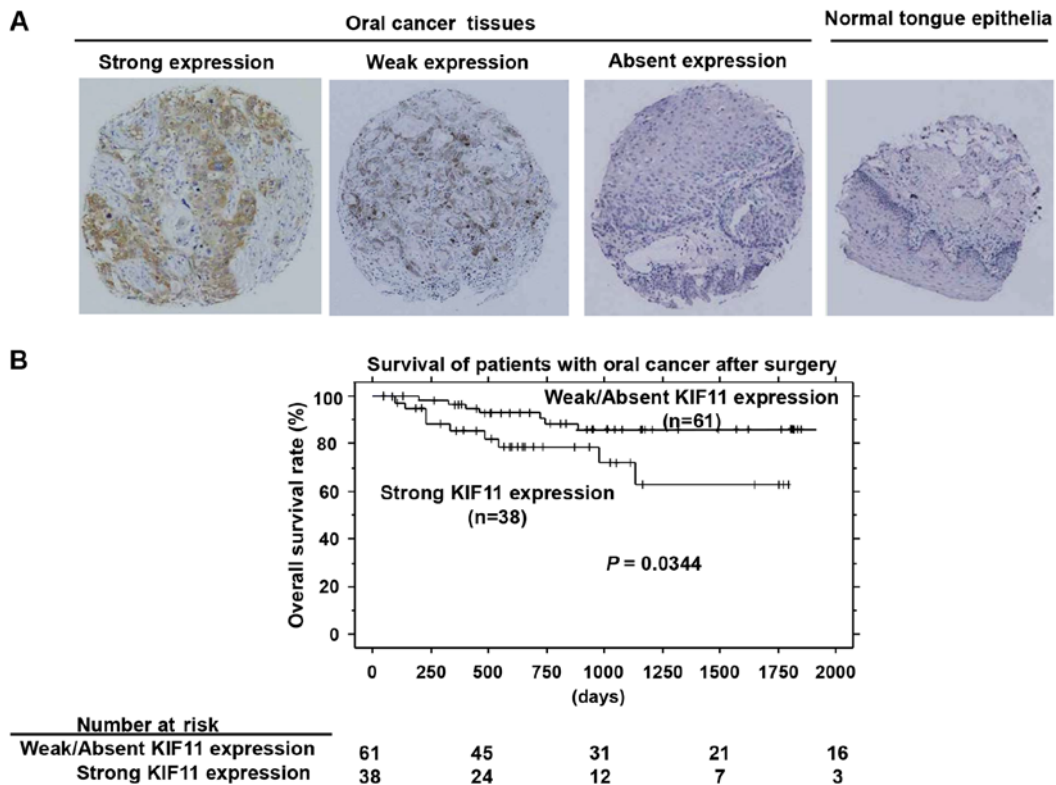 A
Oral cancer tissues
Normal tongue epithelia
Strong expression
Weak expression
Absent expression
B
Survival of patients with oral cancer after surgery
Overall survival rate (%)
100
80
60
40
20
0
Weak/Absent KIF11 expression
(n=61)
Strong KIF11 expression
(n=38)
P = 0.0344
0 250 500 750 1000 1250 1500 1750 2000
(days)
Number at risk
Weak/Absent KIF11 expression 61 45 31 21 16
Strong KIF11 expression 38 24 12 7 3